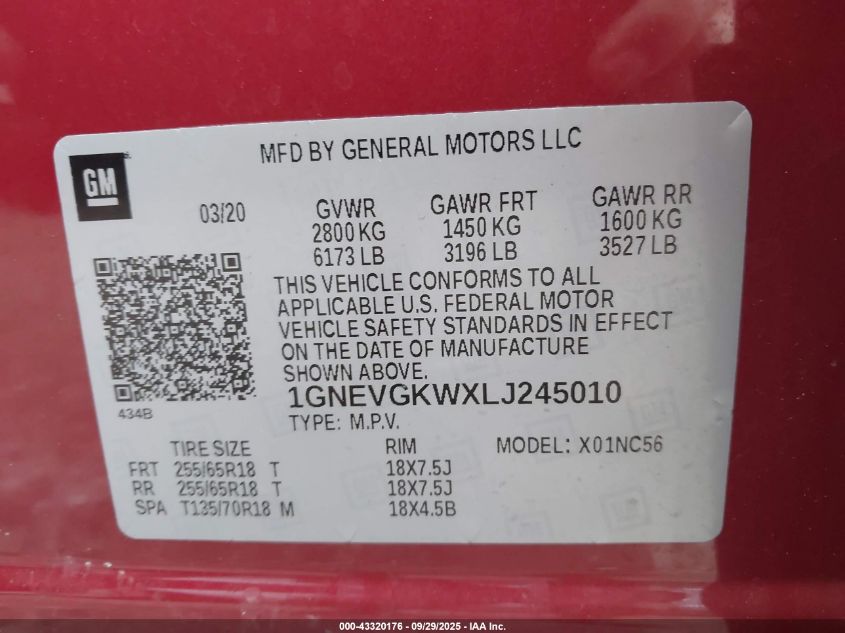 MFD BY GENERAL MOTORS LLC
GM
03/20
GVWR GAWR FRT GAWR RR
2800 KG 1450 KG 1600 KG
6173 LB 3196 LB 3527 LB
THIS VEHICLE CONFORMS TO ALL
APPLICABLE U.S. FEDERAL MOTOR
VEHICLE SAFETY STANDARDS IN EFFECT
ON THE DATE OF MANUFACTURE
SHOWN ABOVE.
434B
1GNEVGKWXLJ245010
TYPE: M.P.V.
TIRE SIZE RIM MODEL: X01NC56
FRT 255/65R18 T 18X7.5J
RR 255/65R18 T 18X7.5J
SPA T135/70R18 M 18X4.5B
000-43320176 - 09/29/2025 - IAA Inc.